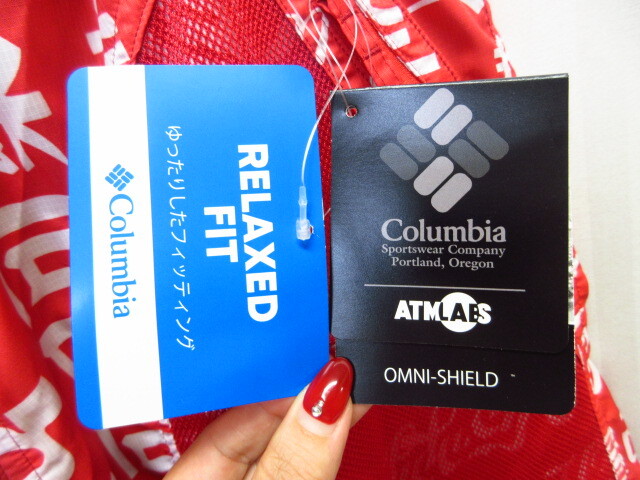 Columbia
RELAXED
FIT
ゆったりしたフィッティング
Columbia
Sportswear Company
Portland, Oregon
ATMLABS
OMNI-SHIELD